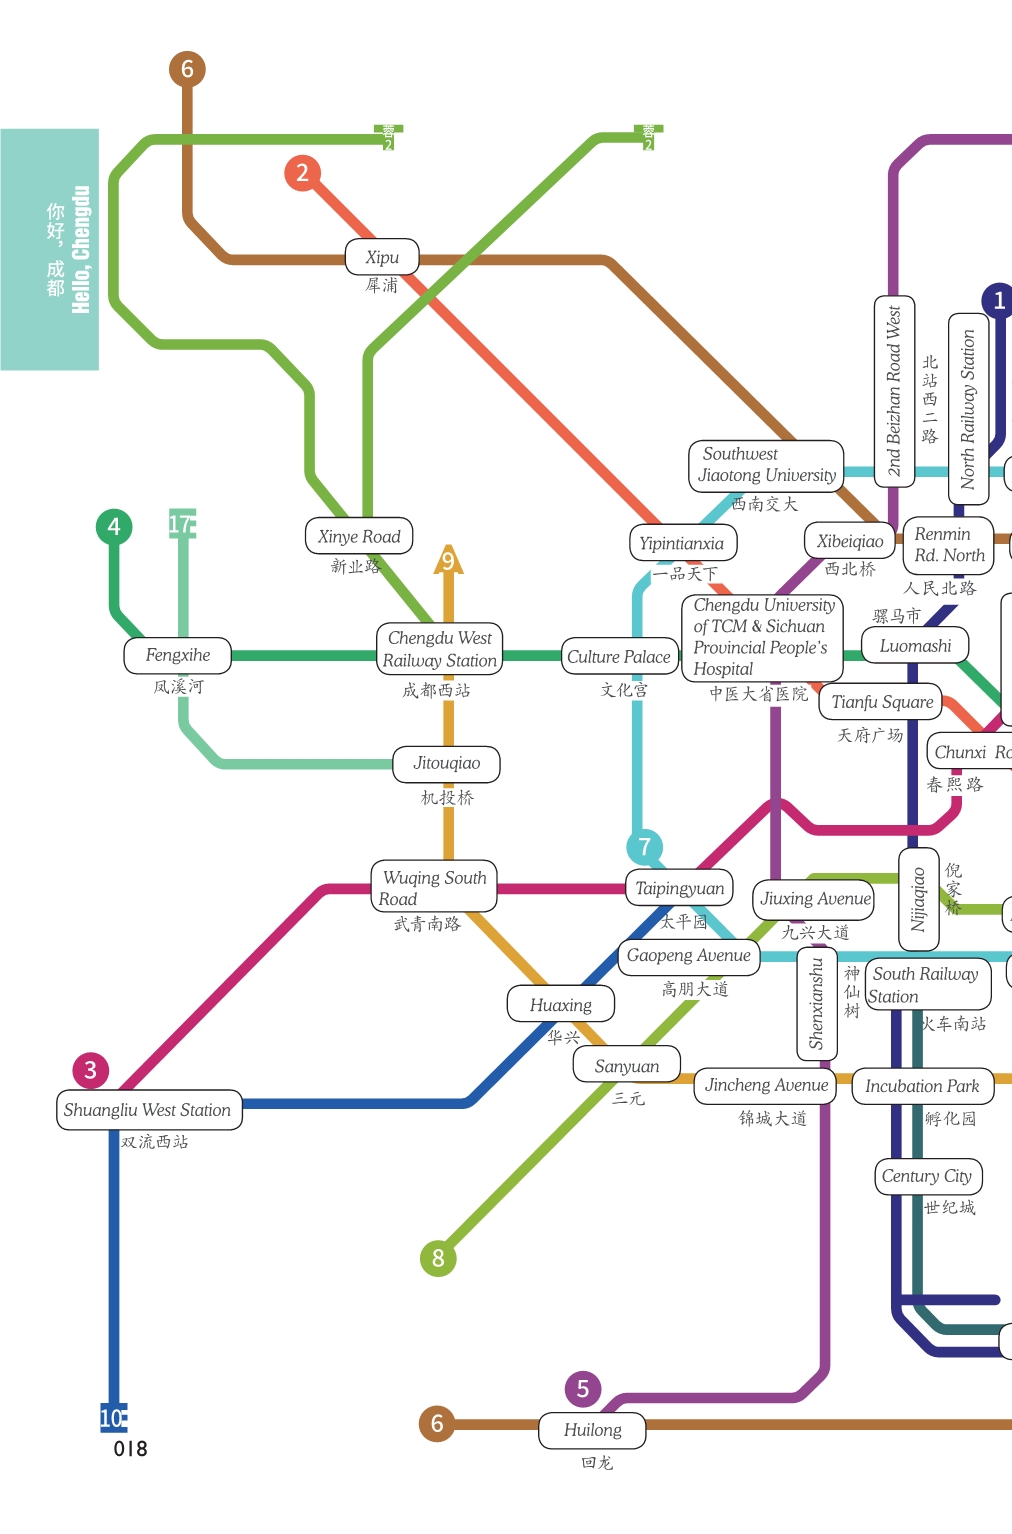 6
蓉
2
蓉
2
2
你好，成都
Hello, Chengdu
Xipu
犀浦
1
2nd Beizhan Road West
北站西二路
North Railway Station
Southwest
Jiaotong University
西南交大
4
17
Xinye Road
新业路
9
Yipintianxia
一品天下
Xibeiqiao
西北桥
Renmin
Rd. North
人民北路
Chengdu University
of TCM & Sichuan
Provincial People's
Hospital
中医大省医院
骡马市
Luomashi
Fengxihe
凤溪河
Chengdu West
Railway Station
成都西站
Culture Palace
文化宫
Tianfu Square
天府广场
Chunxi Ro
春熙路
Jitouqiao
机投桥
7
Wuqing South
Road
武青南路
Taipingyuan
太平园
Jiuxing Avenue
九兴大道
Nijiaqiao
倪家桥
Gaopeng Avenue
高朋大道
Shenxianshu
神仙树
South Railway
Station
火车南站
Huaxing
华兴
Sanyuan
三元
3
Shuangliu West Station
双流西站
Jincheng Avenue
锦城大道
Incubation Park
孵化园
Century City
世纪城
8
5
10
6
Huilong
回龙
018